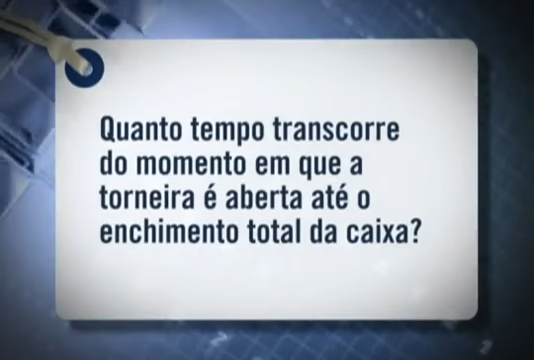 Quanto tempo transcorre
do momento em que a
torneira é aberta até o
enchimento total da caixa?